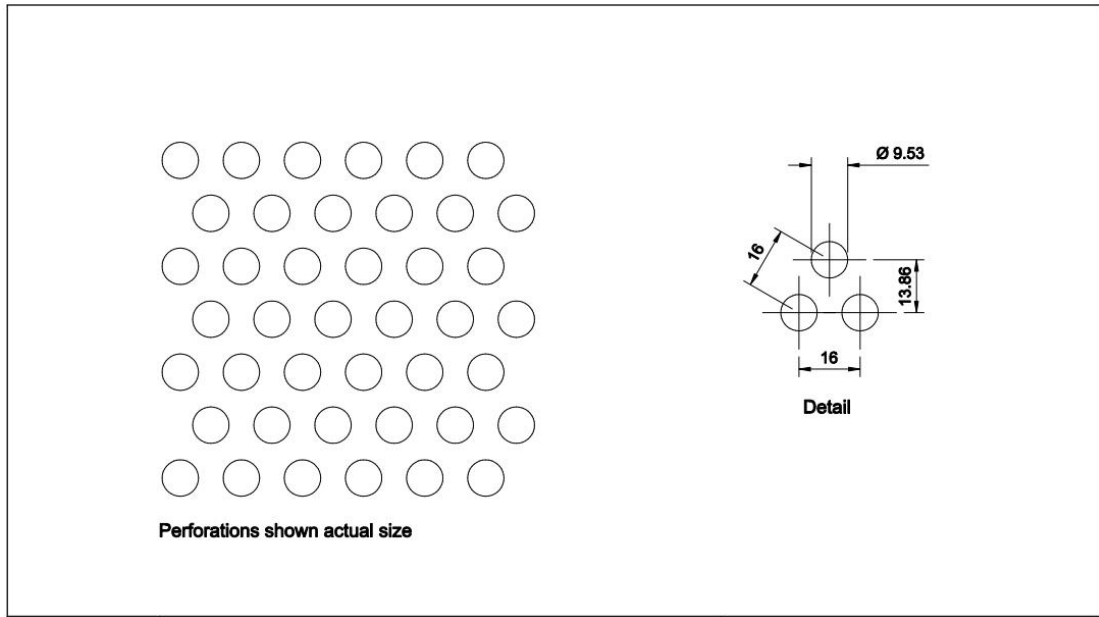 Ø 9.53
16
13.86
16
Detail
Perforations shown actual size